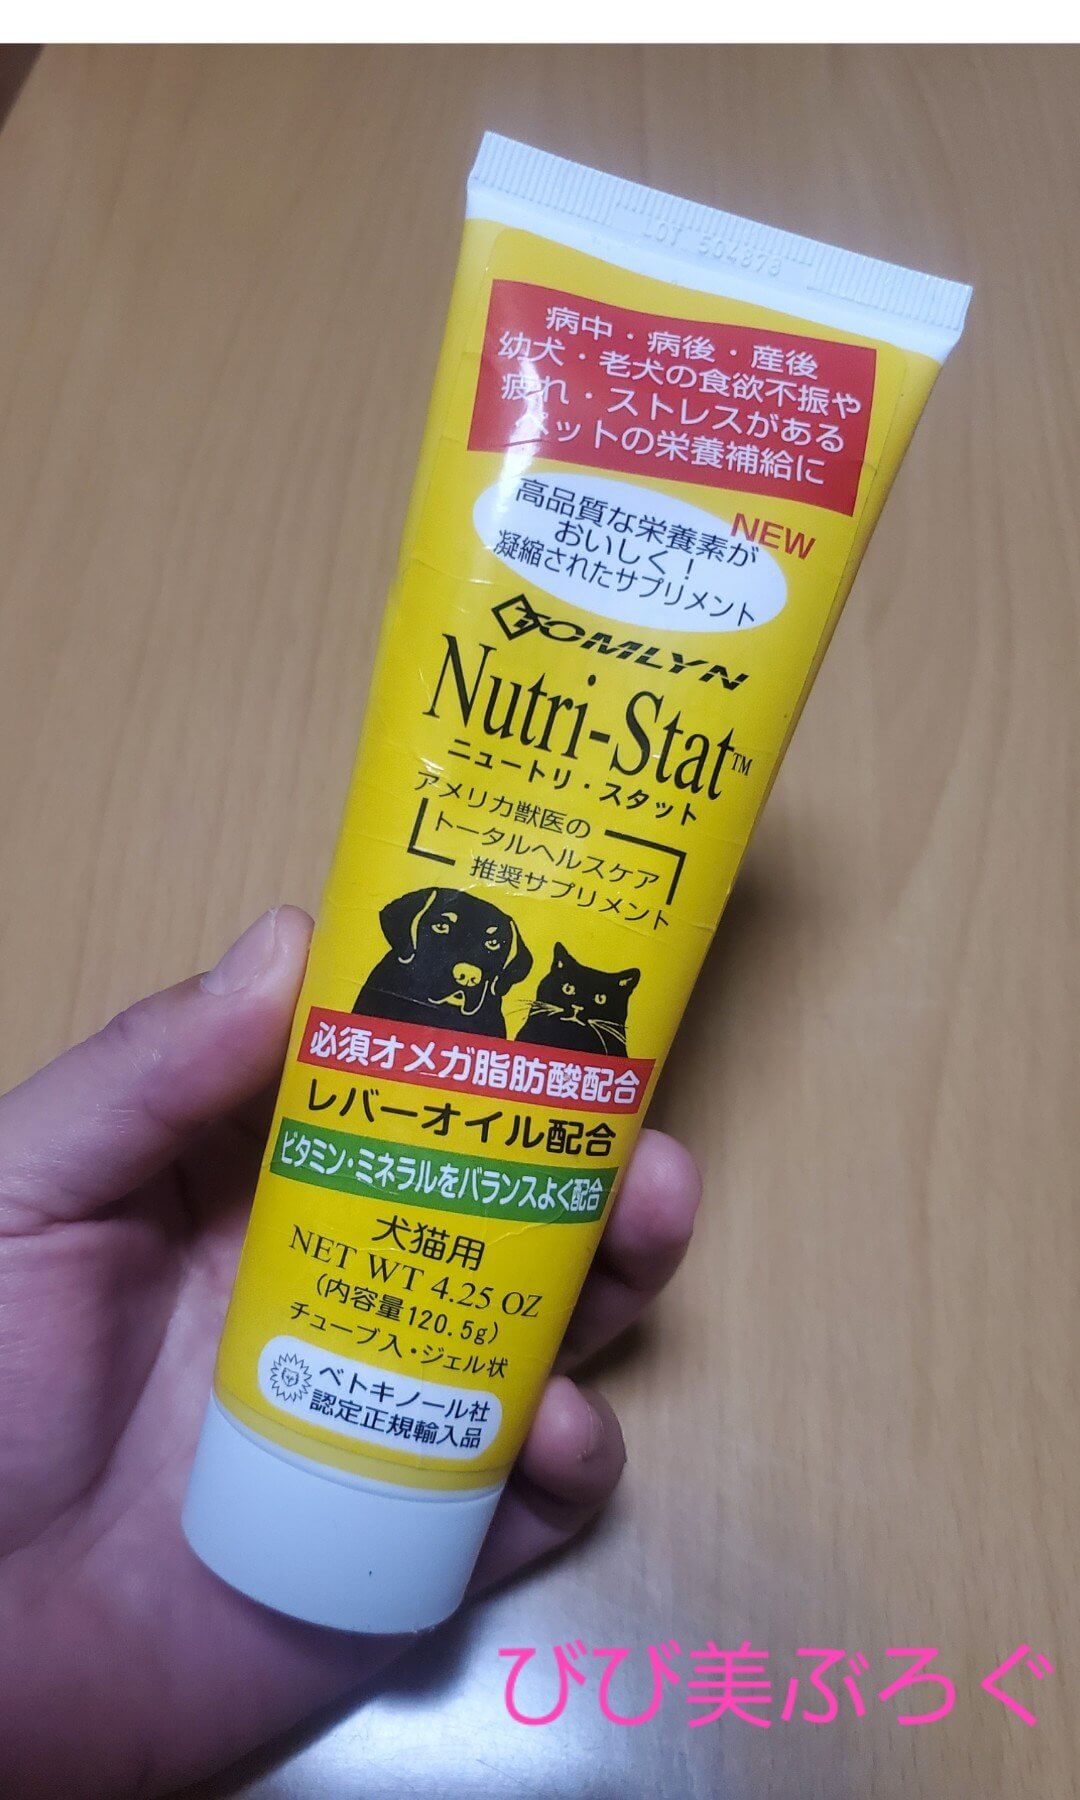 LOT 504878
病中・病後・産後
幼犬・老犬の食欲不振や
疲れ・ストレスがある
ペットの栄養補給に
NEW
高品質な栄養素が
おいしく！
凝縮されたサプリメント
TOMLYN
Nutri-Stat™
ニュートリ・スタット
アメリカ獣医の
トータルヘルスケア
推奨サプリメント
必須オメガ脂肪酸配合
レバーオイル配合
ビタミン・ミネラルをバランスよく配合
犬猫用
NET WT 4.25 OZ
(内容量120.5g)
チューブ入・ジェル状
ベトキノール社
認定正規輸入品
びび美ぶろぐ